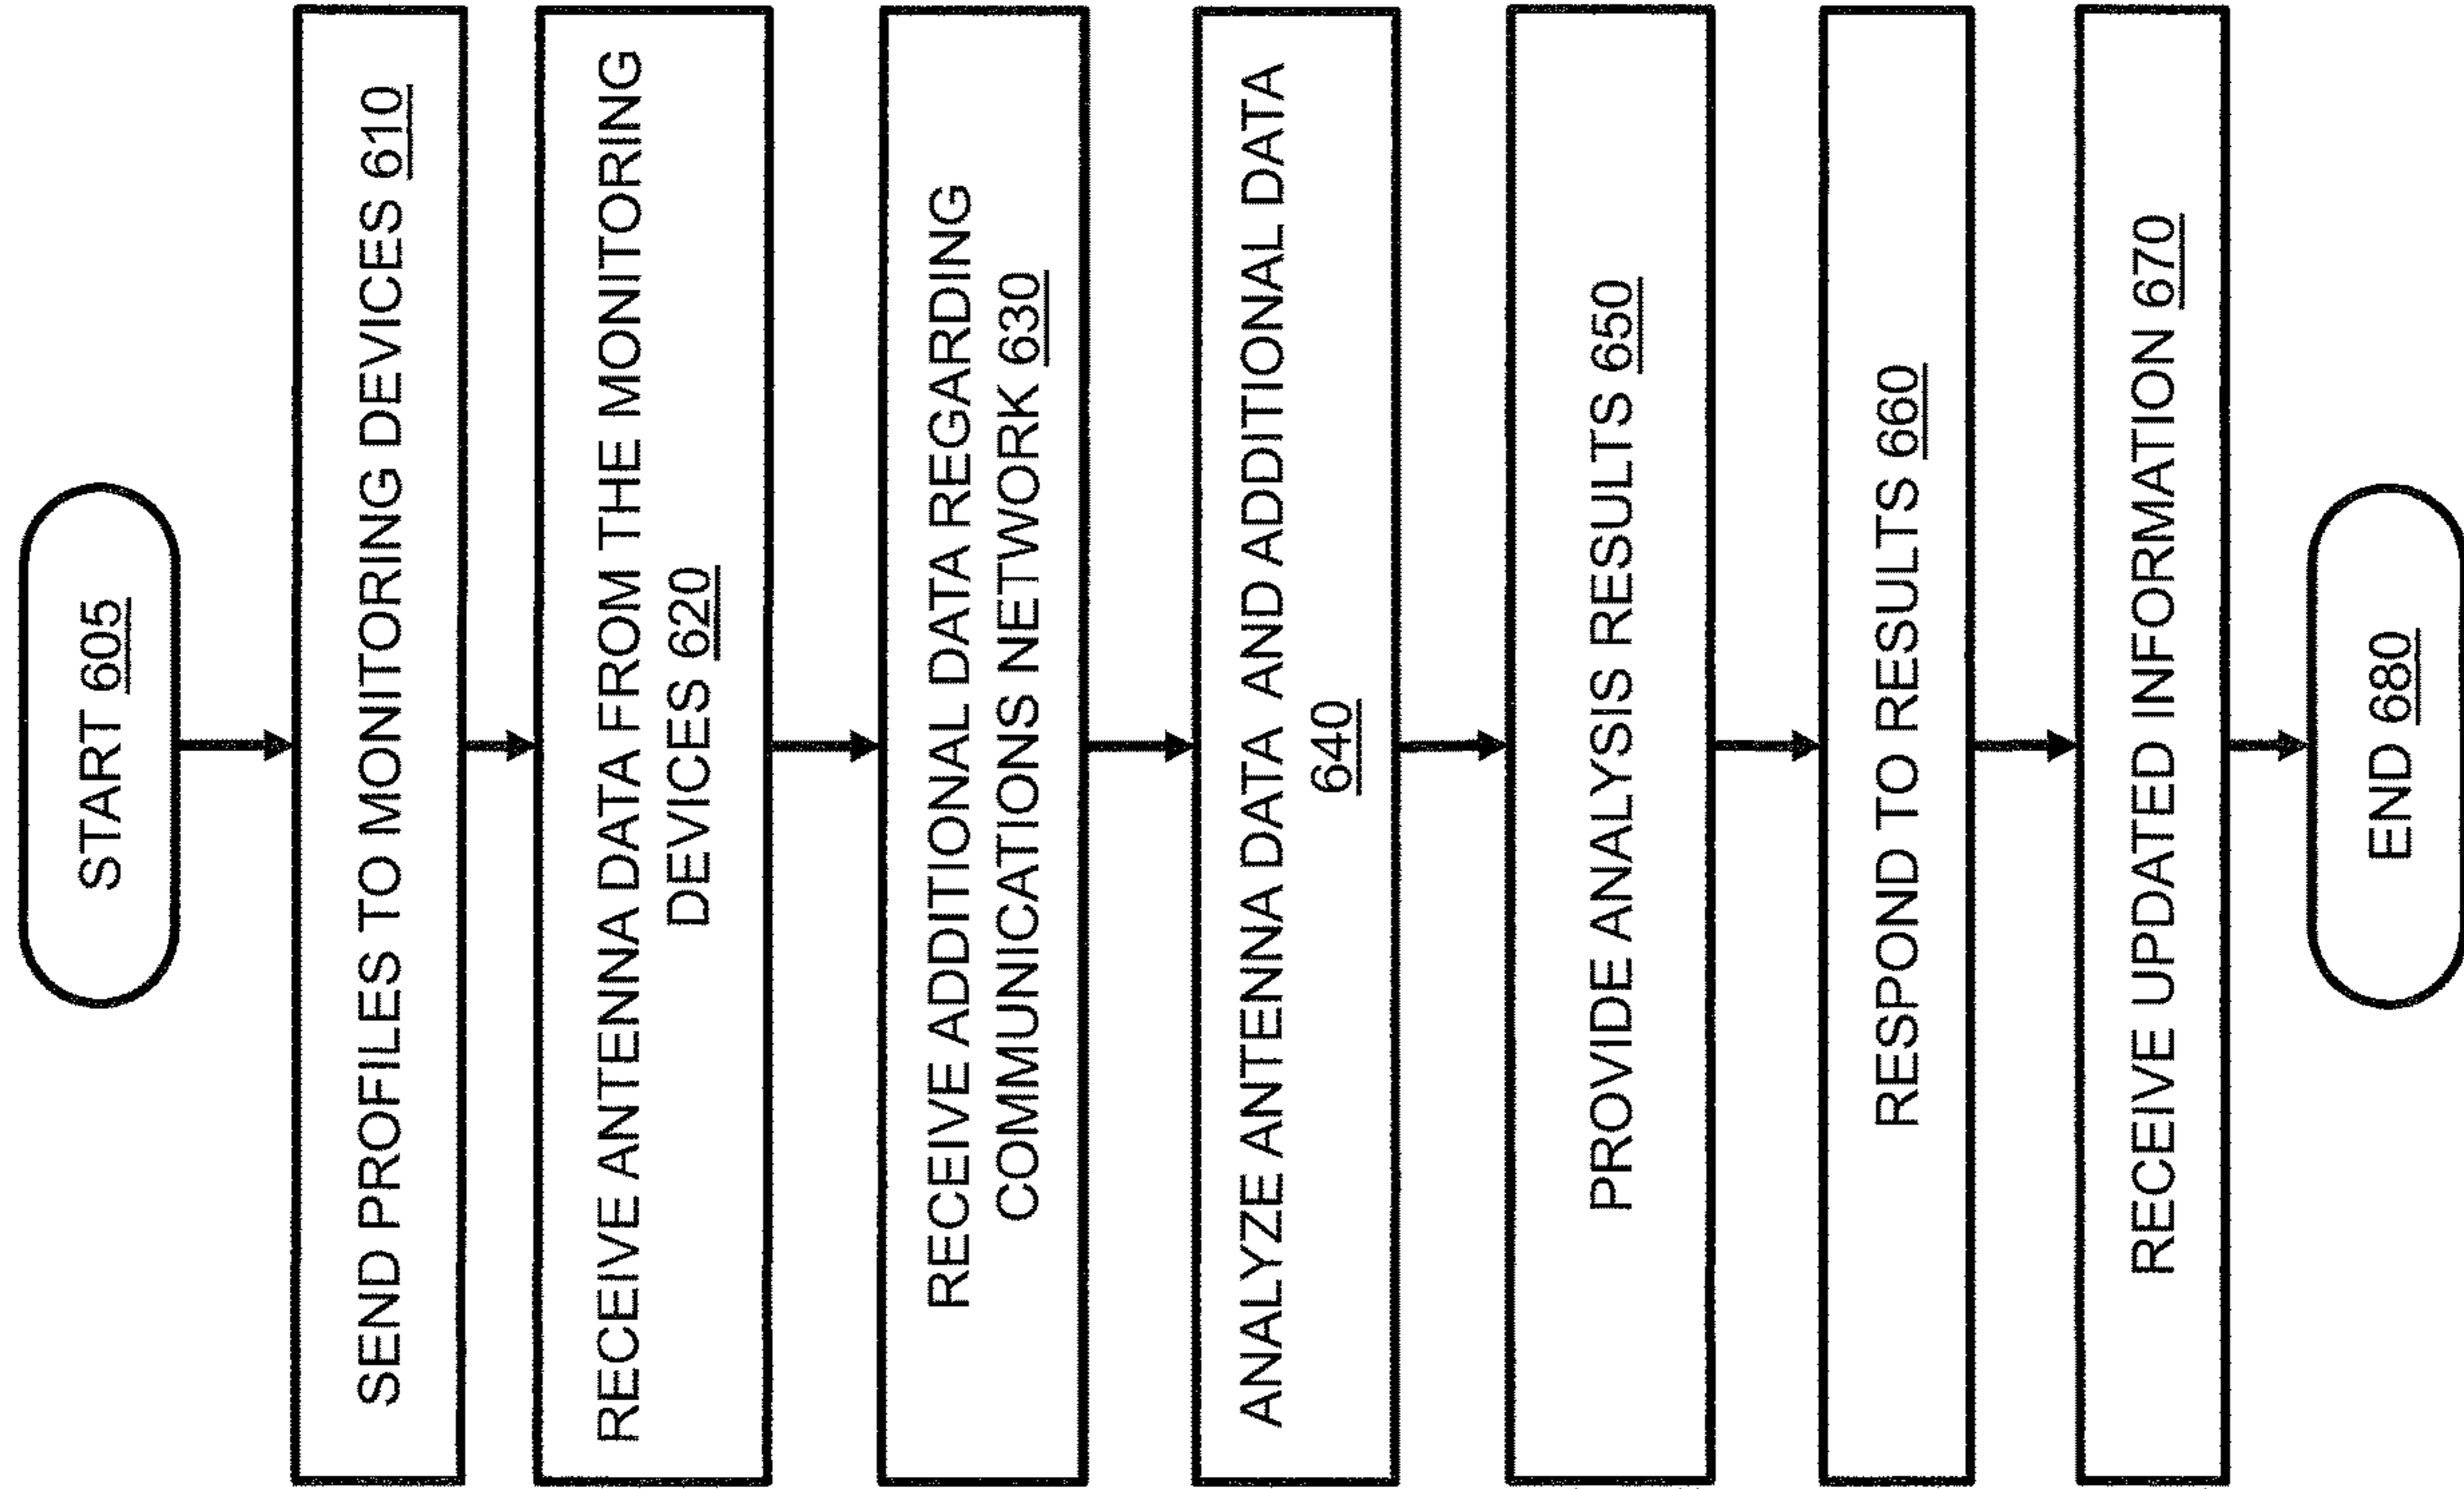 START 605
SEND PROFILES TO MONITORING DEVICES 610
RECEIVE ANTENNA DATA FROM THE MONITORING
DEVICES 620
RECEIVE ADDITIONAL DATA REGARDING
COMMUNICATIONS NETWORK 630
ANALYZE ANTENNA DATA AND ADDITIONAL DATA
640
PROVIDE ANALYSIS RESULTS 650
RESPOND TO RESULTS 660
RECEIVE UPDATED INFORMATION 670
END 680